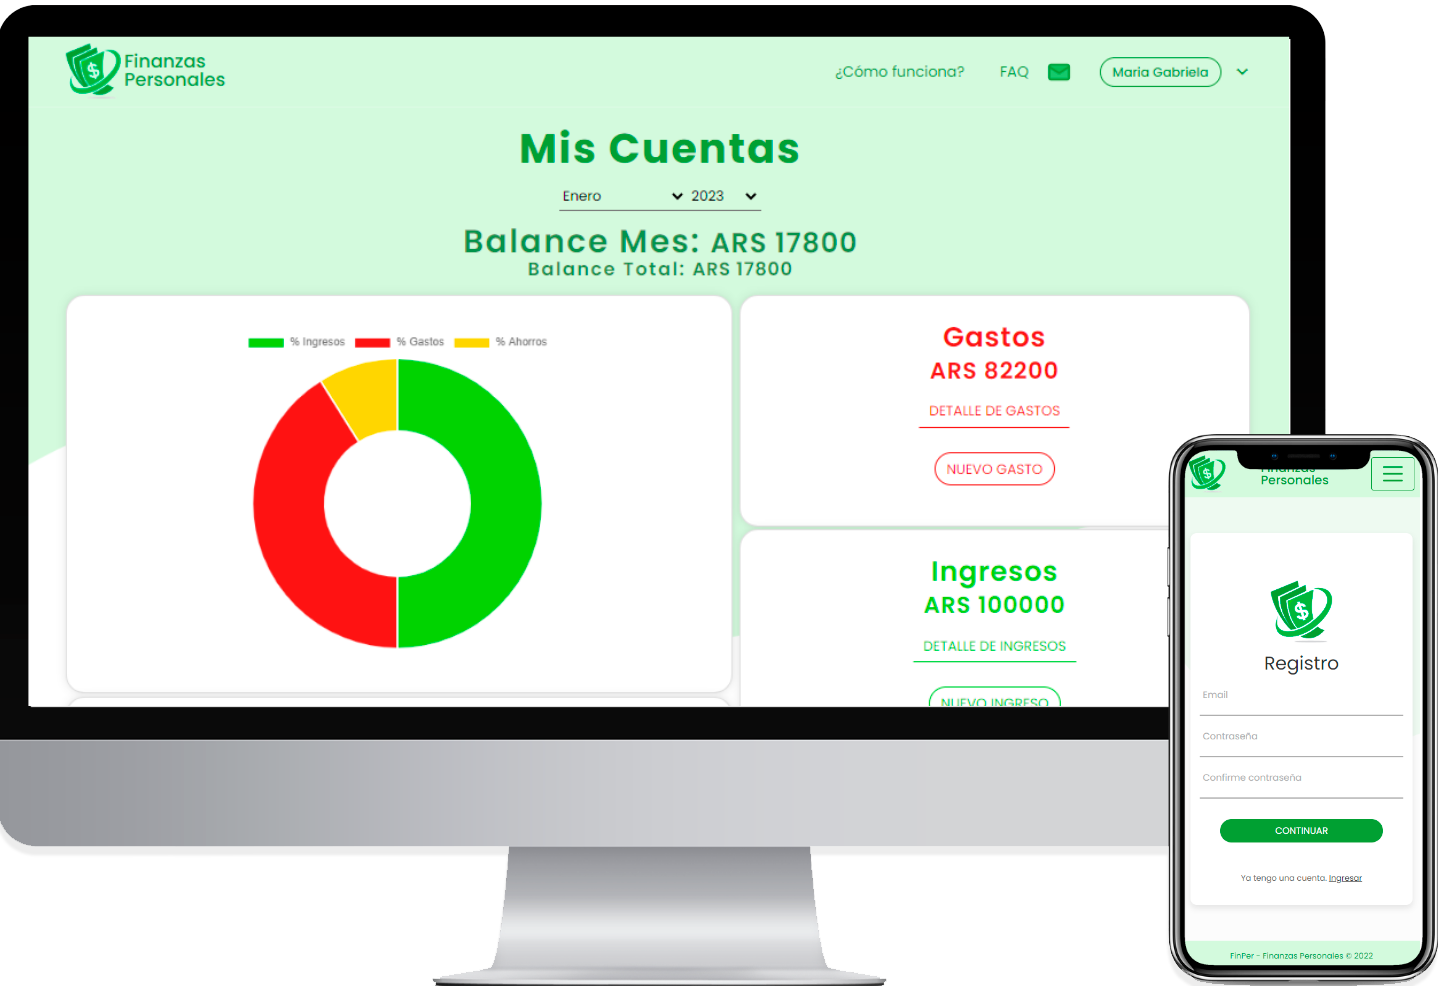 Finanzas
Personales
¿Cómo funciona?
FAQ
Maria Gabriela
Mis Cuentas
Enero
2023
Balance Mes: ARS 17800
Balance Total: ARS 17800
% Ingresos
% Gastos
% Ahorros
Gastos
ARS 82200
DETALLE DE GASTOS
NUEVO GASTO
Ingresos
ARS 100000
DETALLE DE INGRESOS
NUEVO INGRESO
Finanzas
Personales
Registro
Email
Contraseña
Confirme contraseña
CONTINUAR
Ya tengo una cuenta. Ingresar
FinPer - Finanzas Personales © 2022